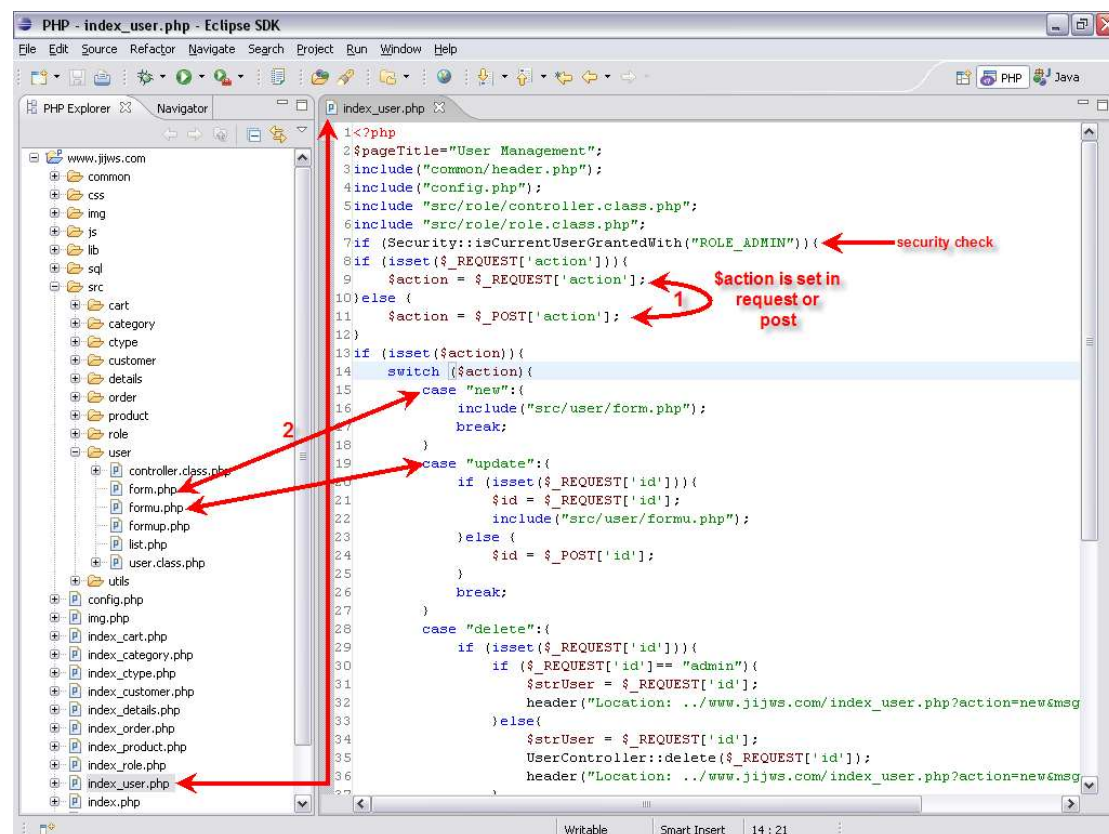 PHP - index_user.php - Eclipse SDK
File Edit Source Refactor Navigate Search Project Run Window Help
PHP Java
PHP Explorer Navigator
index_user.php
www.jijws.com
common
css
img
js
lib
sql
src
cart
category
ctype
customer
details
order
product
role
user
controller.class.php
form.php
formu.php
formup.php
list.php
user.class.php
utils
config.php
img.php
index_cart.php
index_category.php
index_ctype.php
index_customer.php
index_details.php
index_order.php
index_product.php
index_role.php
index_user.php
index.php
1<?php
2$pageTitle="User Management";
3include("common/header.php");
4include("config.php");
5include "src/role/controller.class.php";
6include "src/role/role.class.php";
7if (Security::isCurrentUserGrantedWith("ROLE_ADMIN")){
8if (isset($_REQUEST['action'])){
9 $action = $_REQUEST['action'];
10}else {
11 $action = $_POST['action'];
12}
13if (isset($action)){
14 switch ($action){
15 case "new":{
16 include("src/user/form.php");
17 break;
18 }
19 case "update":{
20 if (isset($_REQUEST['id'])){
21 $id = $_REQUEST['id'];
22 include("src/user/formu.php");
23 }else {
24 $id = $_POST['id'];
25 }
26 break;
27 }
28 case "delete":{
29 if (isset($_REQUEST['id'])){
30 if ($_REQUEST['id']== "admin"){
31 $strUser = $_REQUEST['id'];
32 header("Location: ../www.jijws.com/index_user.php?action=new&msg
33 }else{
34 $strUser = $_REQUEST['id'];
35 UserController::delete($_REQUEST['id']);
36 header("Location: ../www.jijws.com/index_user.php?action=new&msg
security check
$action is set in
request or
post
1
2
Writable Smart Insert 14 : 21